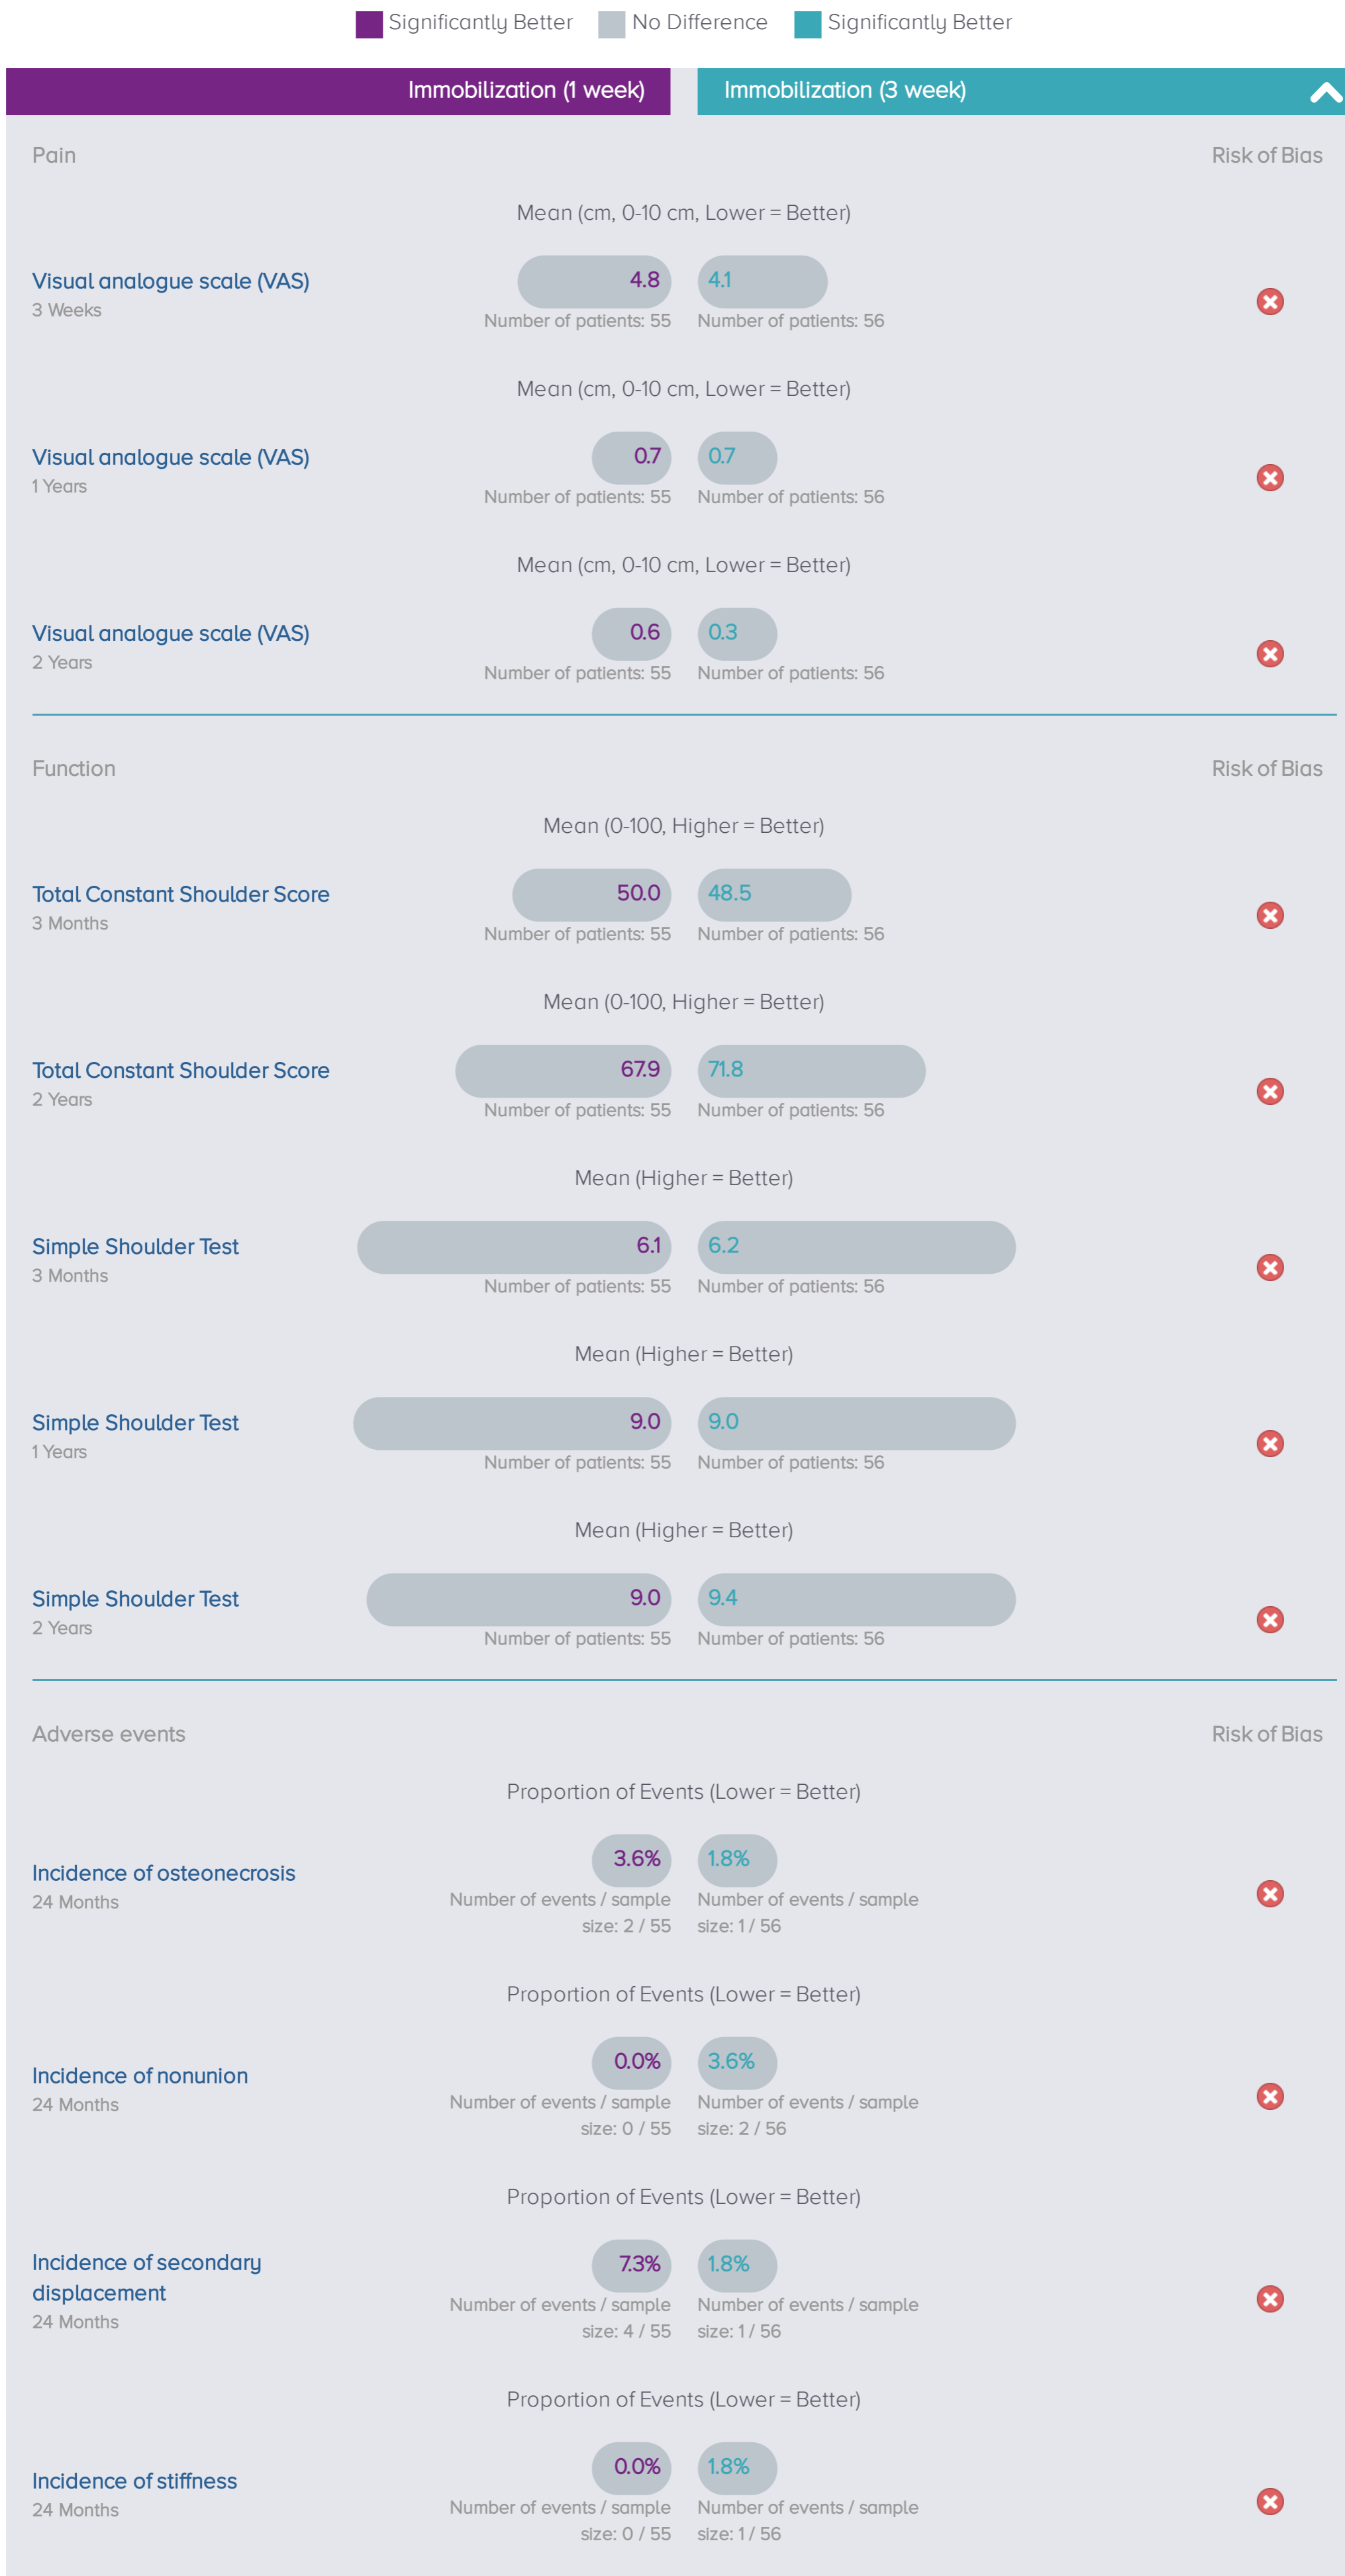 Significantly Better No Difference Significantly Better
Immobilization (1 week) Immobilization (3 week)
Pain Risk of Bias
Mean (cm, 0-10 cm, Lower = Better)
Visual analogue scale (VAS) 4.8 4.1
3 Weeks
Number of patients: 55 Number of patients: 56
Mean (cm, 0-10 cm, Lower = Better)
Visual analogue scale (VAS) 0.7 0.7
1 Years
Number of patients: 55 Number of patients: 56
Mean (cm, 0-10 cm, Lower = Better)
Visual analogue scale (VAS) 0.6 0.3
2 Years
Number of patients: 55 Number of patients: 56
Function Risk of Bias
Mean (0-100, Higher = Better)
Total Constant Shoulder Score 50.0 48.5
3 Months
Number of patients: 55 Number of patients: 56
Mean (0-100, Higher = Better)
Total Constant Shoulder Score 67.9 71.8
2 Years
Number of patients: 55 Number of patients: 56
Mean (Higher = Better)
Simple Shoulder Test 6.1 6.2
3 Months
Number of patients: 55 Number of patients: 56
Mean (Higher = Better)
Simple Shoulder Test 9.0 9.0
1 Years
Number of patients: 55 Number of patients: 56
Mean (Higher = Better)
Simple Shoulder Test 9.0 9.4
2 Years
Number of patients: 55 Number of patients: 56
Adverse events Risk of Bias
Proportion of Events (Lower = Better)
Incidence of osteonecrosis 3.6% 1.8%
24 Months
Number of events / sample Number of events / sample
size: 2 / 55 size: 1 / 56
Proportion of Events (Lower = Better)
Incidence of nonunion 0.0% 3.6%
24 Months
Number of events / sample Number of events / sample
size: 0 / 55 size: 2 / 56
Proportion of Events (Lower = Better)
Incidence of secondary 7.3% 1.8%
displacement
24 Months
Number of events / sample Number of events / sample
size: 4 / 55 size: 1 / 56
Proportion of Events (Lower = Better)
Incidence of stiffness 0.0% 1.8%
24 Months
Number of events / sample Number of events / sample
size: 0 / 55 size: 1 / 56